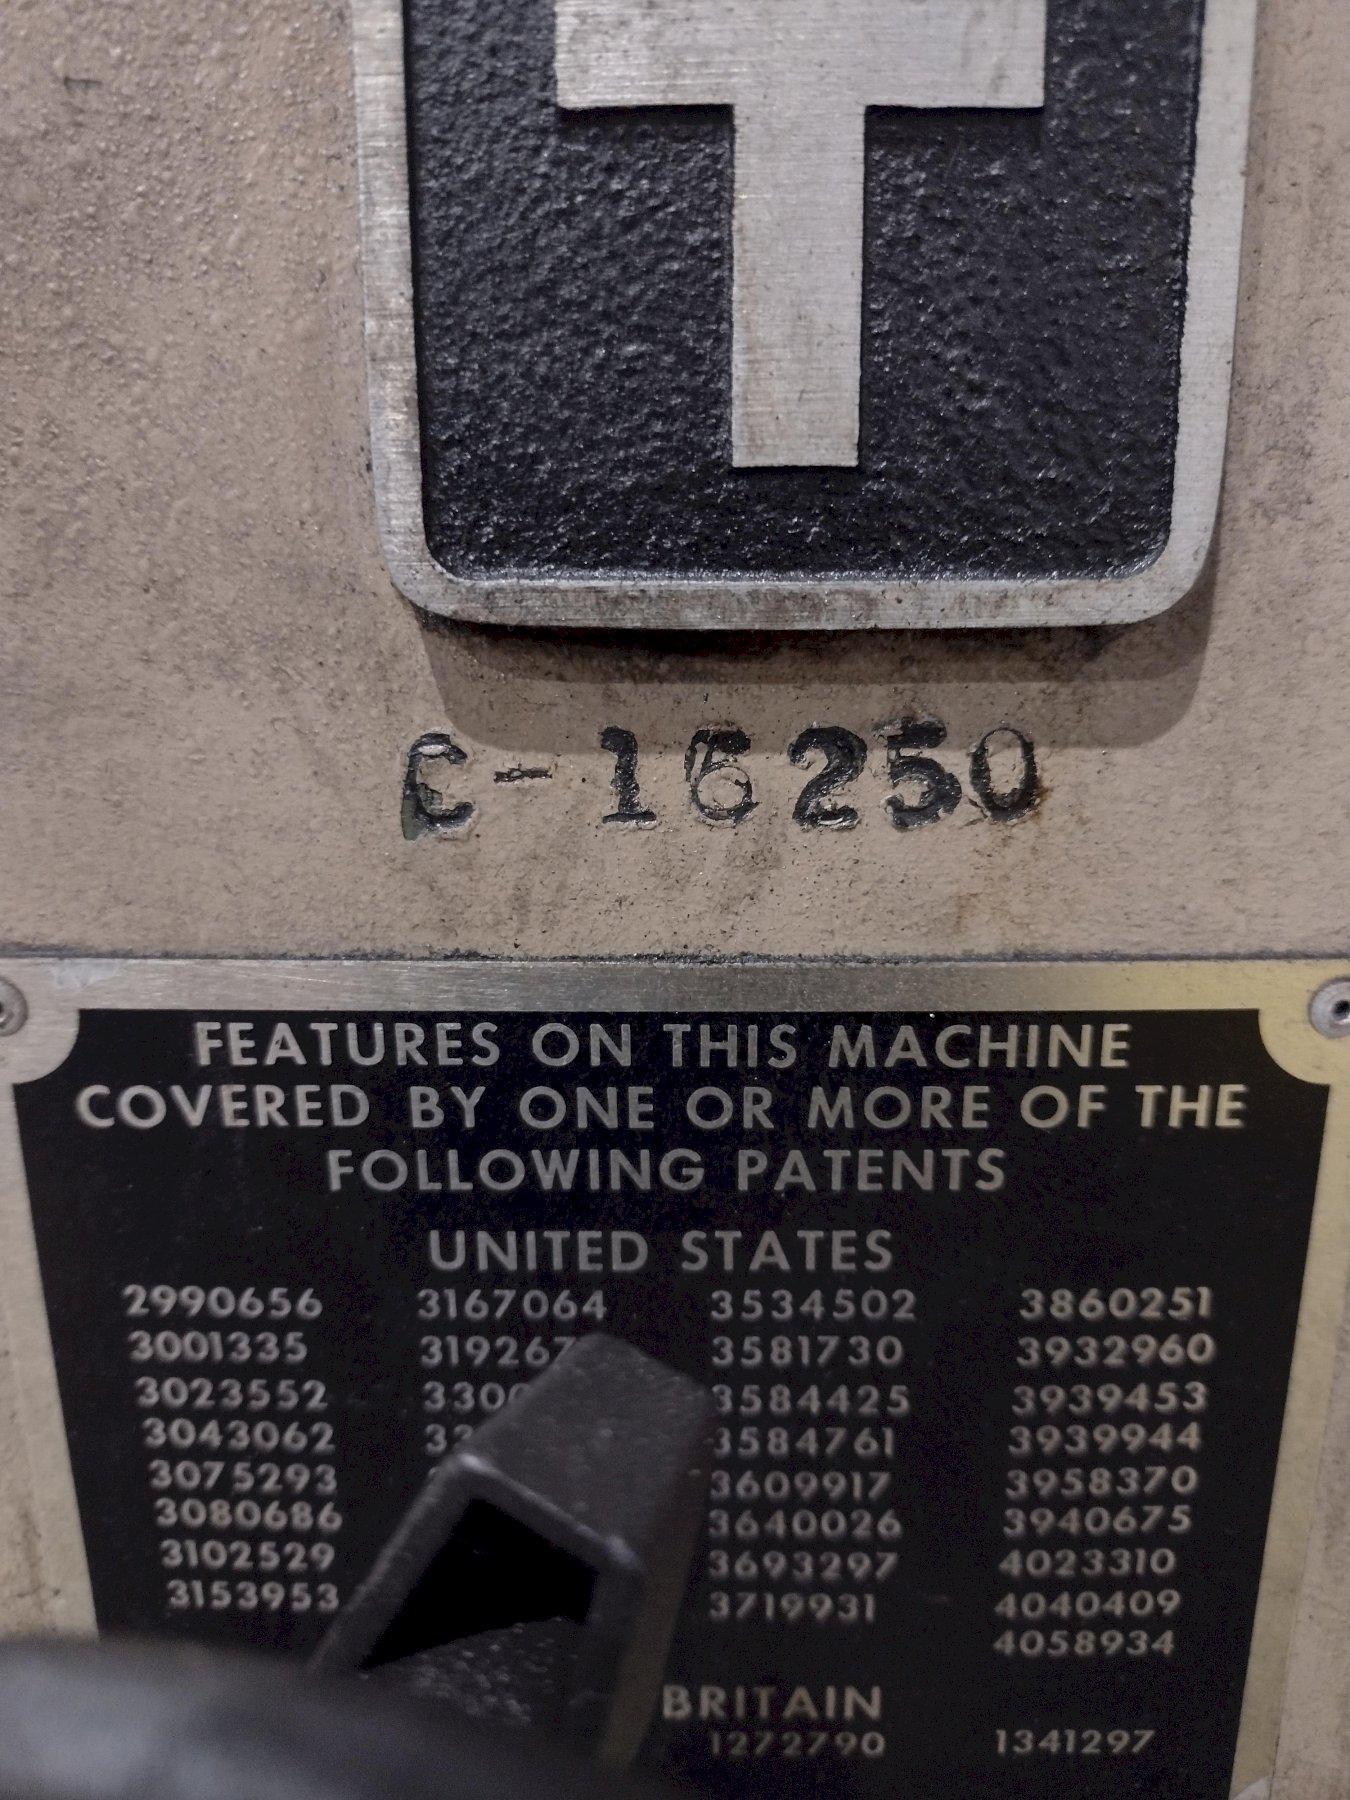 T
C-16250
FEATURES ON THIS MACHINE
COVERED BY ONE OR MORE OF THE
FOLLOWING PATENTS
UNITED STATES
2990656 3167064 3534502 3860251
3001335 3581730 3932960
3023552 3584425 3939453
3043062 3584761 3939944
3075293 3609917 3958370
3080686 3640026 3940675
3102529 3693297 4023310
3153953 3719931 4040409
4058934
BRITAIN
1272790 1341297